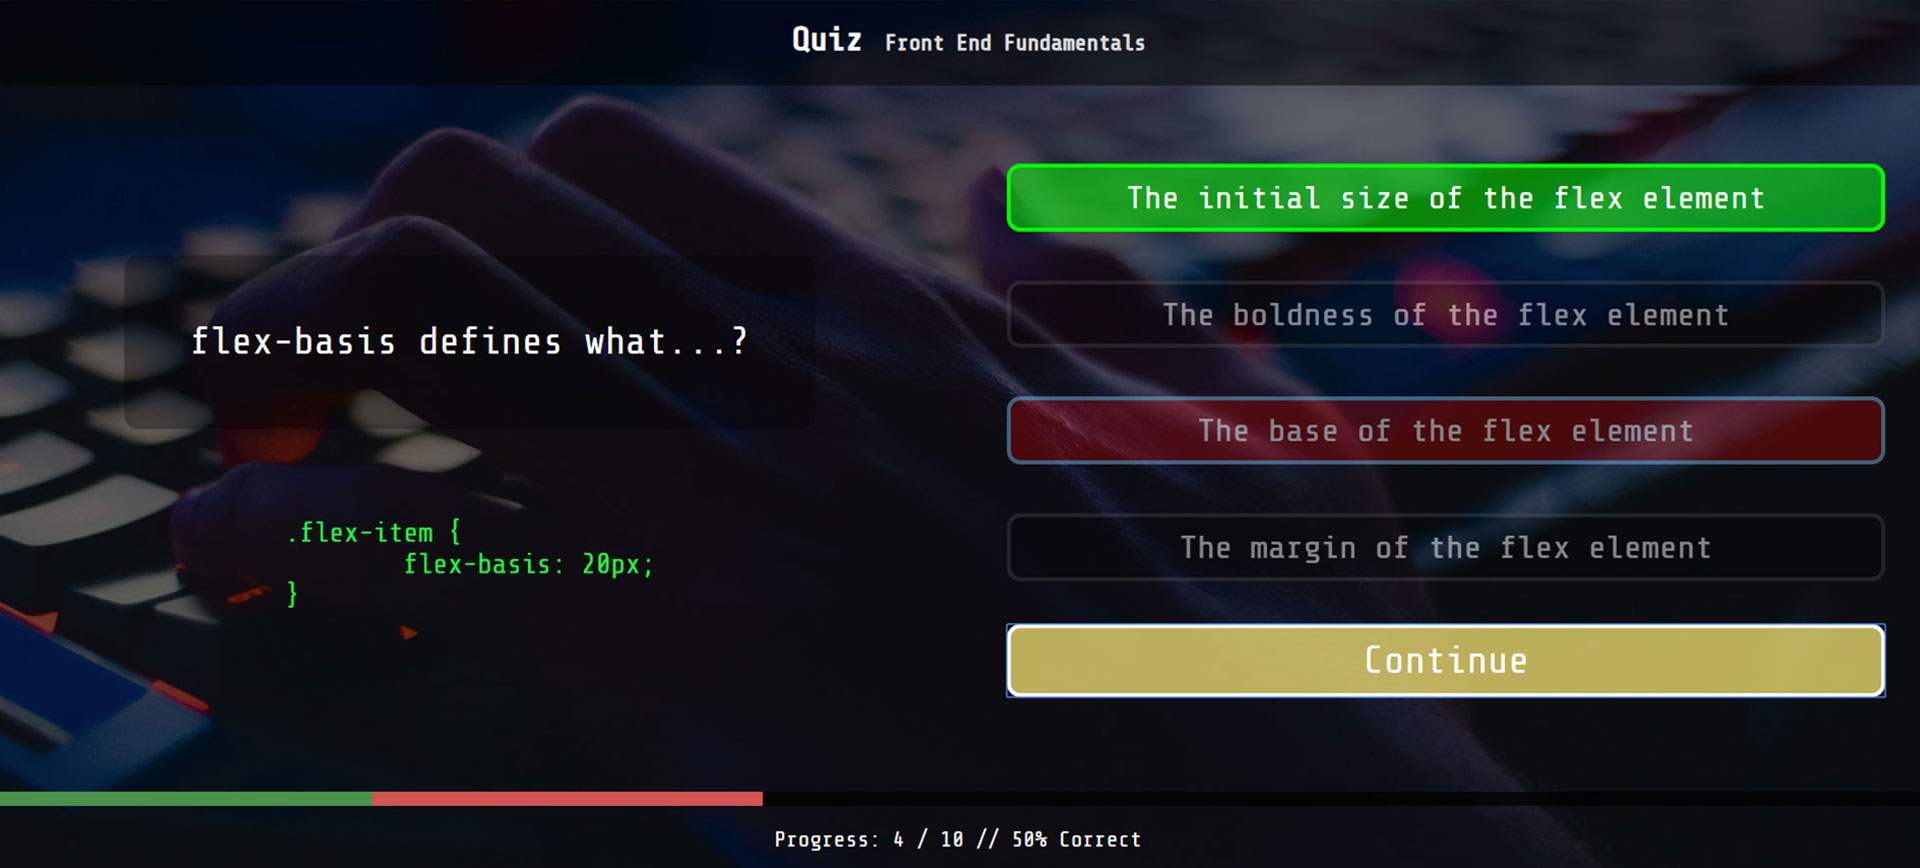 Quiz Front End Fundamentals
flex-basis defines what...?
.flex-item {
flex-basis: 20px;
}
The initial size of the flex element
The boldness of the flex element
The base of the flex element
The margin of the flex element
Continue
Progress: 4 / 10 // 50% Correct